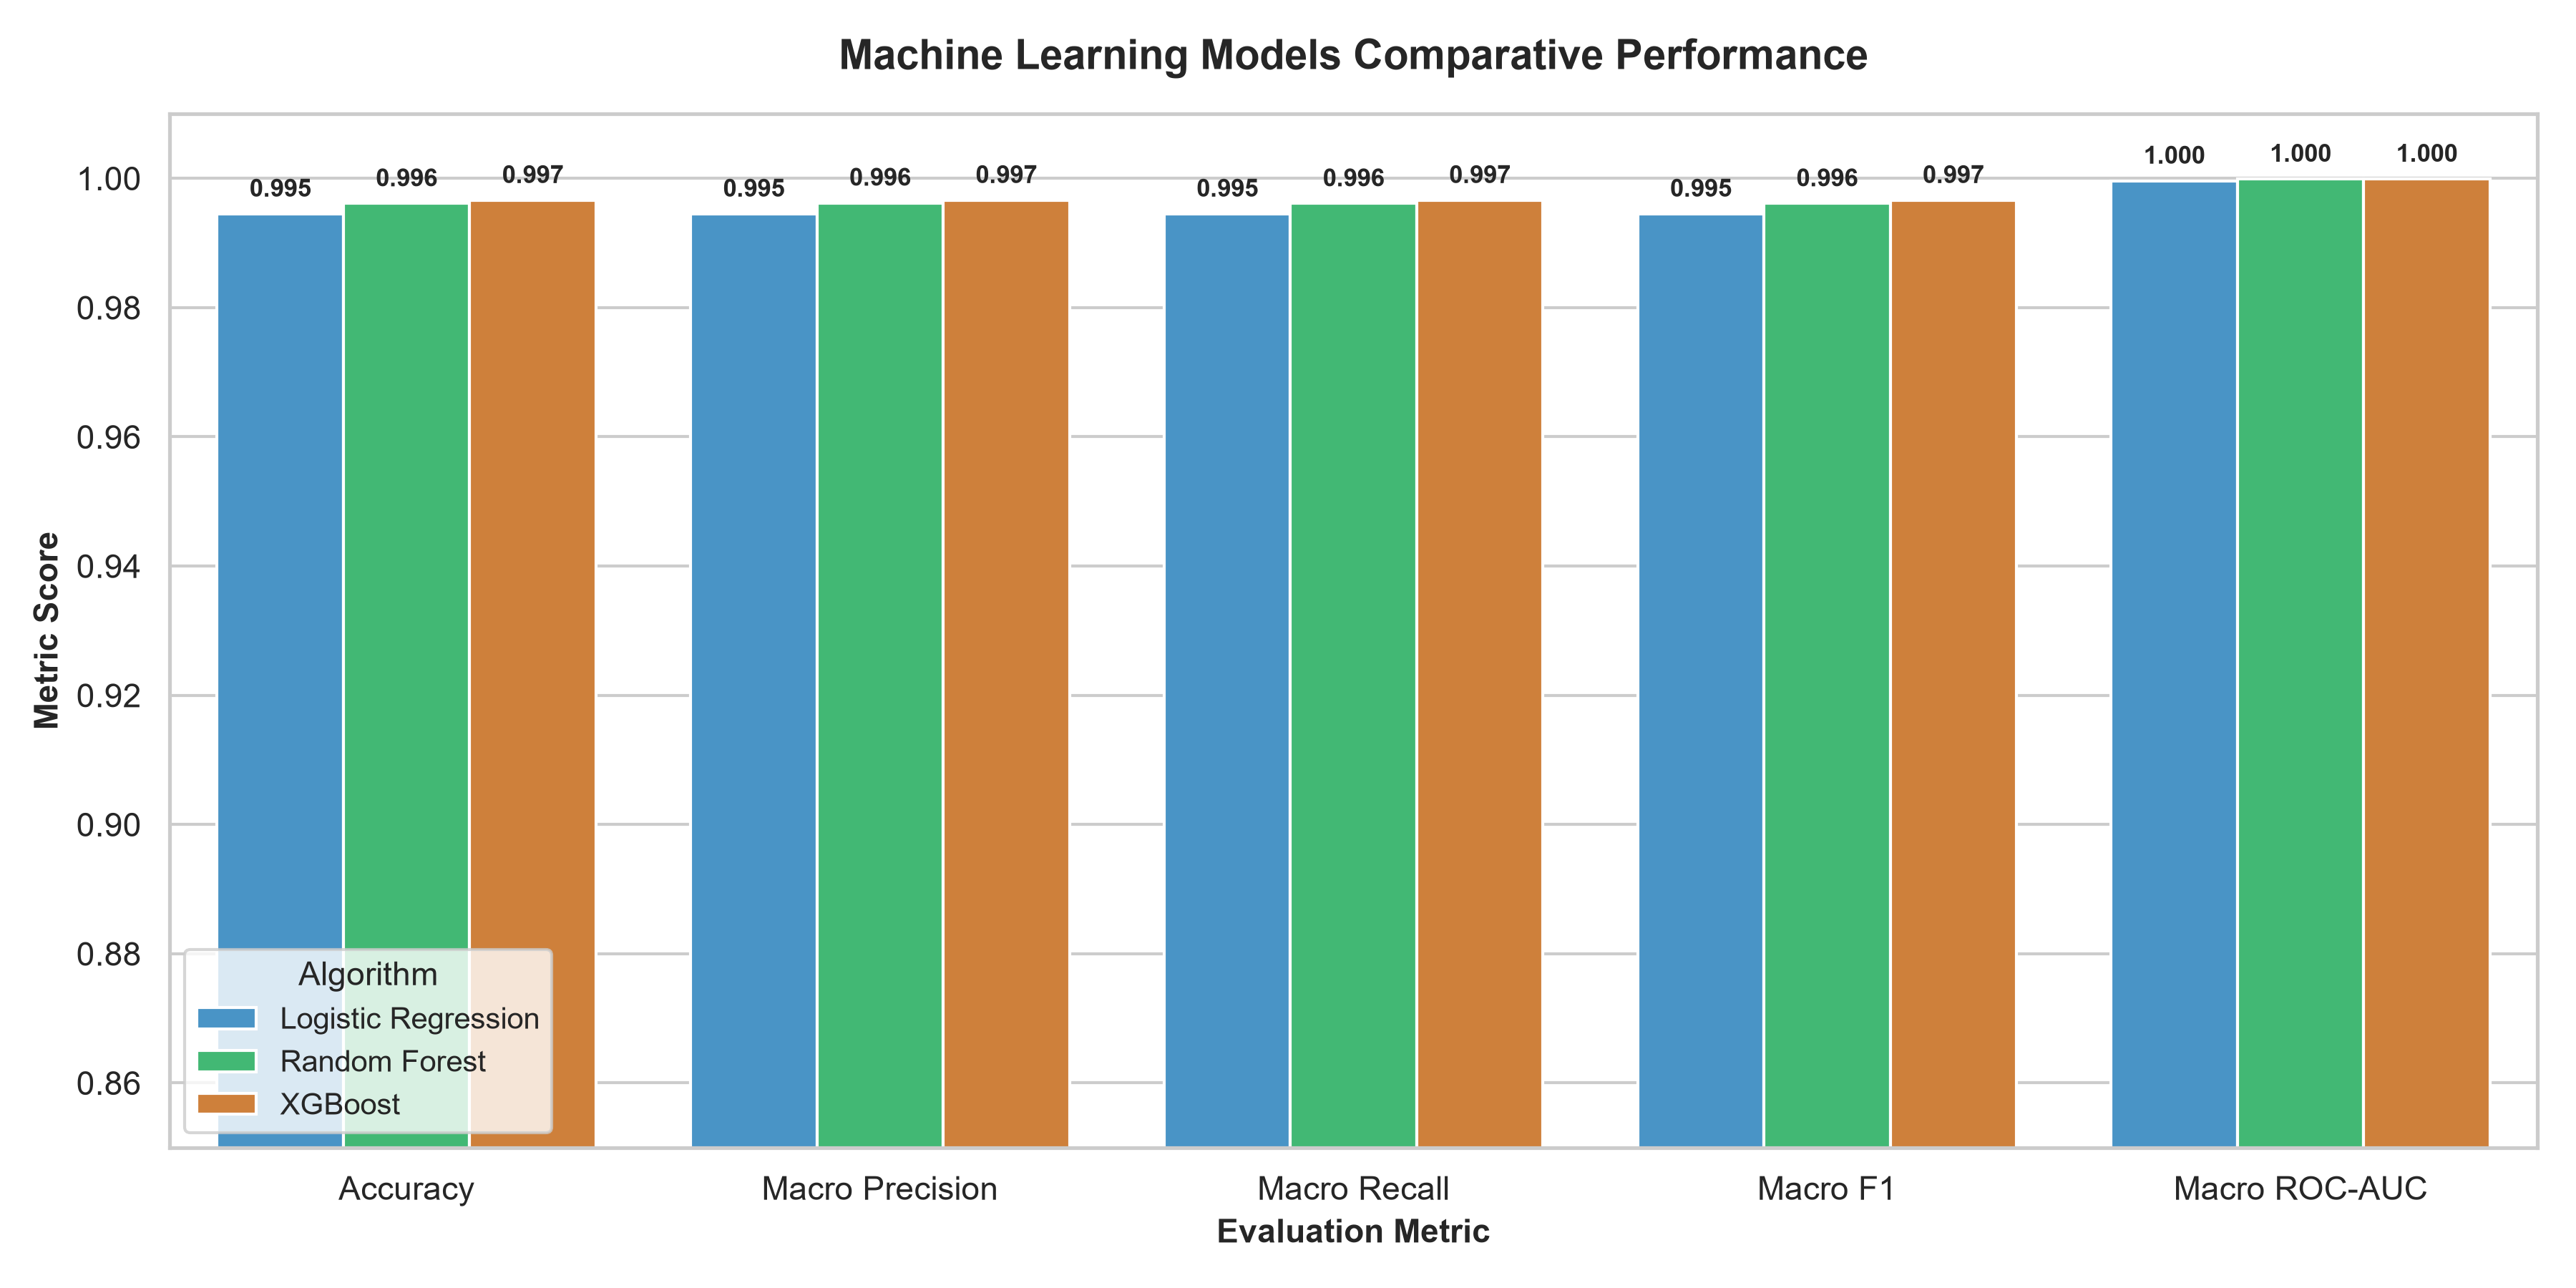 Machine Learning Models Comparative Performance
0.995 0.996 0.997 0.995 0.996 0.997 0.995 0.996 0.997 0.995 0.996 0.997 1.000 1.000 1.000
1.00
0.98
0.96
0.94
0.92
0.90
0.88
0.86
Metric Score
Algorithm
Logistic Regression
Random Forest
XGBoost
Accuracy Macro Precision Macro Recall Macro F1 Macro ROC-AUC
Evaluation Metric